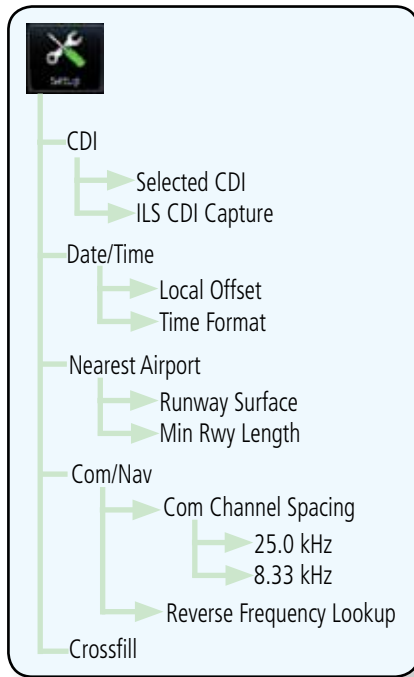 Setup
CDI
Selected CDI
ILS CDI Capture
Date/Time
Local Offset
Time Format
Nearest Airport
Runway Surface
Min Rwy Length
Com/Nav
Com Channel Spacing
25.0 kHz
8.33 kHz
Reverse Frequency Lookup
Crossfill